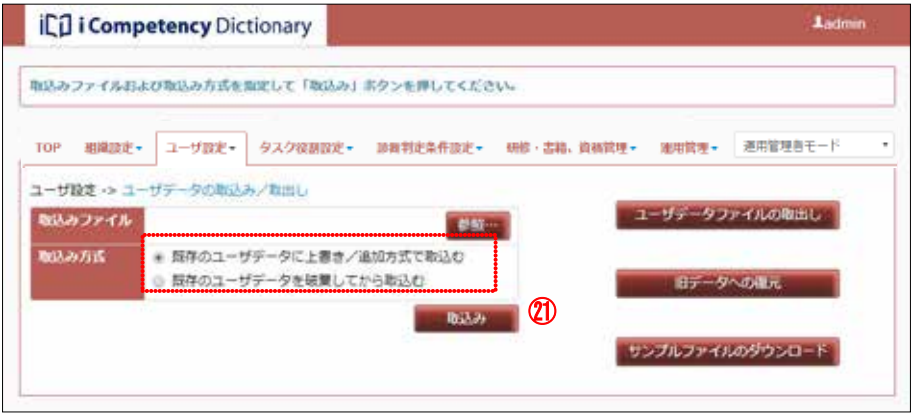 iCD i Competency Dictionary
admin
取込みファイルおよび取込み方式を指定して「取込み」ボタンを押してください。
TOP 組織設定 ユーザ設定 タスク役割設定 診断判定条件設定 研修・書籍、資格管理 運用管理 運用管理者モード
ユーザ設定 -> ユーザデータの取込み／取出し
取込みファイル 参照… ユーザデータファイルの取出し
取込み方式 既存のユーザデータに上書き／追加方式で取込む
既存のユーザデータを破棄してから取込む 旧データへの復元
取込み ㉑
サンプルファイルのダウンロード